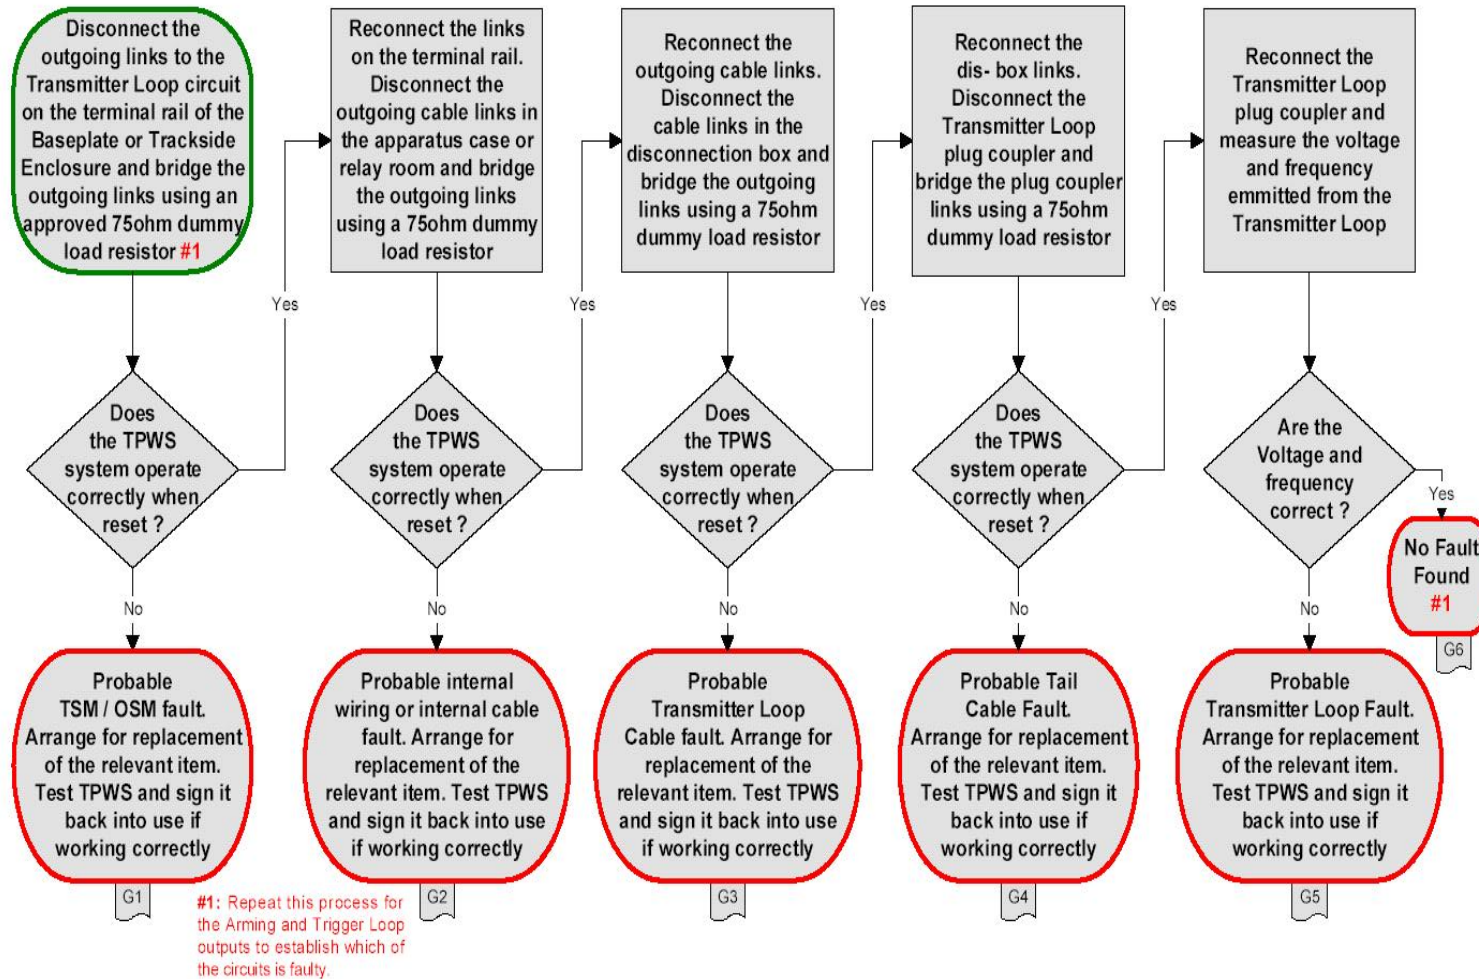 Disconnect the
outgoing links to the
Transmitter Loop circuit
on the terminal rail of the
Baseplate or Trackside
Enclosure and bridge the
outgoing links using an
approved 75ohm dummy
load resistor #1
Reconnect the links
on the terminal rail.
Disconnect the
outgoing cable links in
the apparatus case or
relay room and bridge
the outgoing links
using a 75ohm dummy
load resistor
Reconnect the
outgoing cable links.
Disconnect the
cable links in the
disconnection box and
bridge the outgoing
links using a 75ohm
dummy load resistor
Reconnect the
dis- box links.
Disconnect the
Transmitter Loop
plug coupler and
bridge the plug coupler
links using a 75ohm
dummy load resistor
Reconnect the
Transmitter Loop
plug coupler and
measure the voltage
and frequency
emmitted from the
Transmitter Loop
Yes
Yes
Yes
Yes
Does
the TPWS
system operate
correctly when
reset ?
Does
the TPWS
system operate
correctly when
reset ?
Does
the TPWS
system operate
correctly when
reset ?
Does
the TPWS
system operate
correctly when
reset ?
Are the
Voltage and
frequency
correct ?
Yes
No Fault
Found
#1
G6
No
No
No
No
No
Probable
TSM / OSM fault.
Arrange for replacement
of the relevant item.
Test TPWS and sign it
back into use if
working correctly
Probable internal
wiring or internal cable
fault. Arrange for
replacement of the
relevant item. Test TPWS
and sign it back into use
if working correctly
Probable
Transmitter Loop
Cable fault. Arrange for
replacement of the
relevant item. Test TPWS
and sign it back into use
if working correctly
Probable Tail
Cable Fault.
Arrange for replacement
of the relevant item.
Test TPWS and sign it
back into use if
working correctly
Probable
Transmitter Loop Fault.
Arrange for replacement
of the relevant item.
Test TPWS and sign it
back into use if
working correctly
G1
G2
G3
G4
G5
#1: Repeat this process for
the Arming and Trigger Loop
outputs to establish which of
the circuits is faulty.